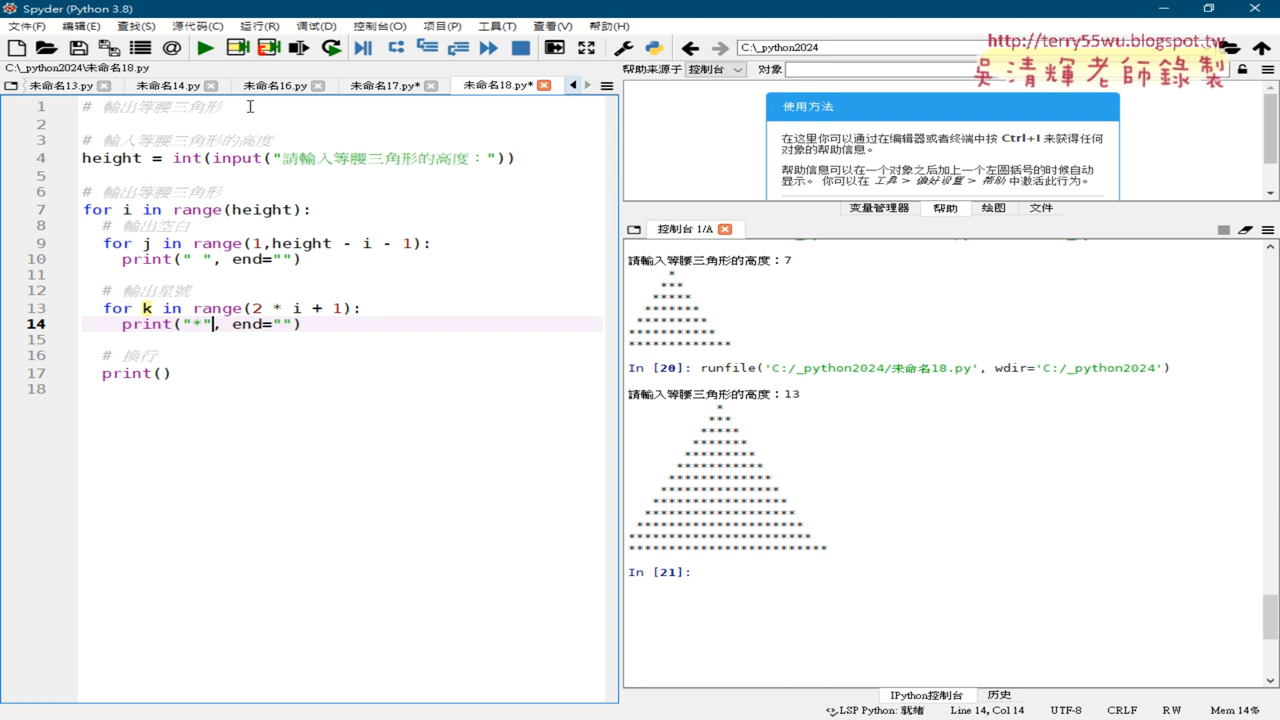 Spyder (Python 3.8)
文件(F) 编辑(E) 查找(S) 源代码(C) 运行(R) 调试(D) 控制台(O) 项目(P) 工具(T) 查看(V) 帮助(H)
C:\_python2024
http://terry55wu.blogspot.tw
吳清輝老師錄製
C:\_python2024\未命名18.py
未命名13.py 未命名14.py 未命名16.py 未命名17.py* 未命名18.py*
帮助来源于 控制台 对象
1 # 輸出等腰三角形
2
3 # 輸入等腰三角形的高度
4 height = int(input("請輸入等腰三角形的高度："))
5
6 # 輸出等腰三角形
7 for i in range(height):
8 # 輸出空白
9 for j in range(1,height - i - 1):
10 print(" ", end="")
11
12 # 輸出星號
13 for k in range(2 * i + 1):
14 print("*", end="")
15
16 # 換行
17 print()
18
使用方法
在这里你可以通过在编辑器或者终端中按 Ctrl+I 来获得任何
对象的帮助信息。
帮助信息可以在一个对象之后加上一个左圆括号的时候自动
显示。 你可以在 工具 > 偏好设置 > 帮助 中激活此行为。
变量管理器 帮助 绘图 文件
控制台 1/A
請輸入等腰三角形的高度：7
*
***
*****
*******
*********
***********
*************
In [20]: runfile('C:/_python2024/未命名18.py', wdir='C:/_python2024')
請輸入等腰三角形的高度：13
*
***
*****
*******
*********
***********
*************
***************
*****************
*******************
*********************
***********************
*************************
In [21]:
IPython控制台 历史
LSP Python: 就绪 Line 14, Col 14 UTF-8 CRLF RW Mem 14%